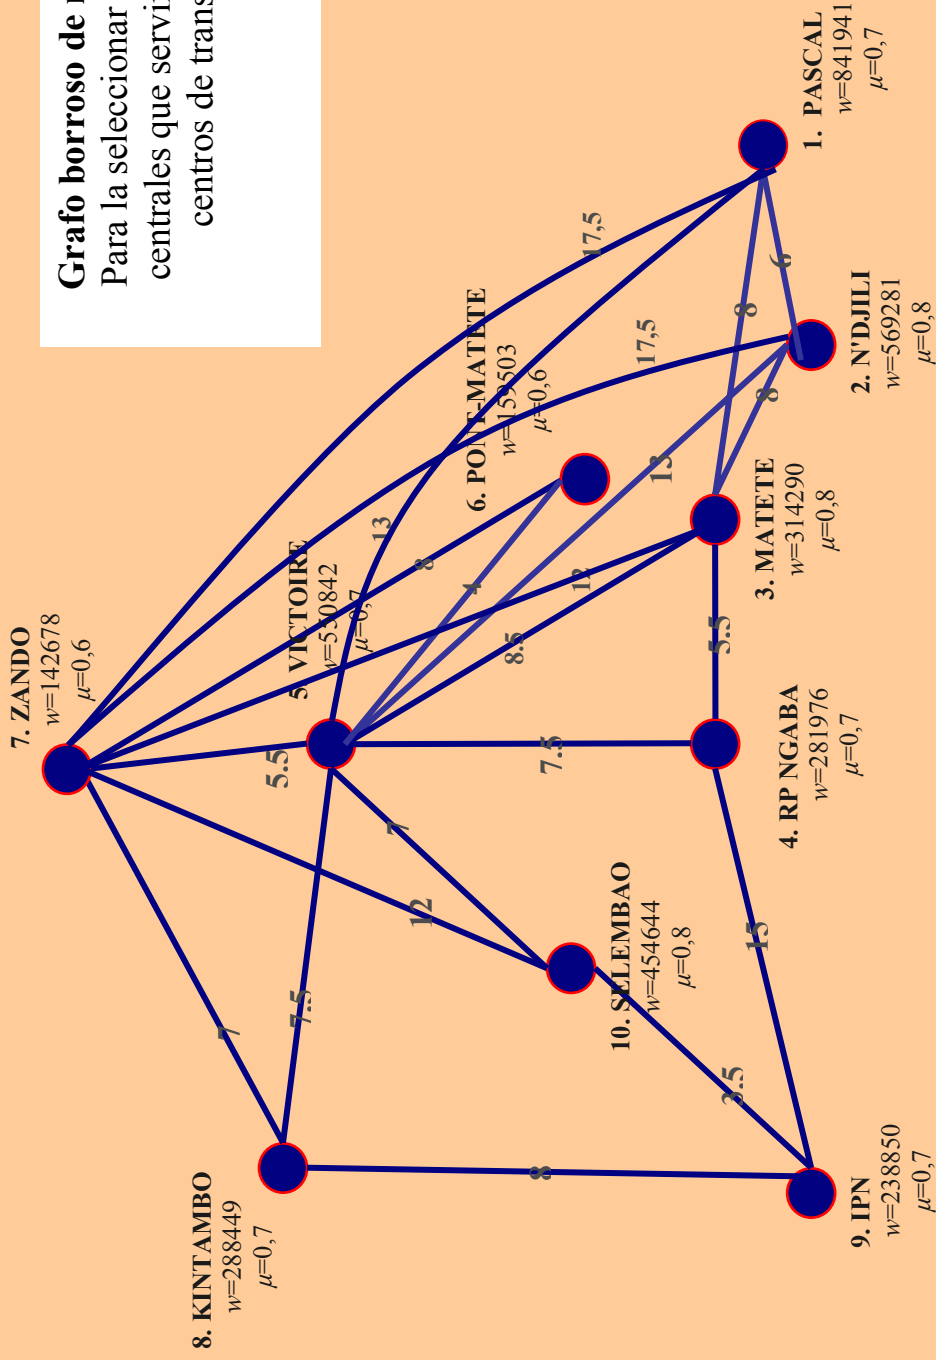 Grafo borroso de
Para la seleccionar
centrales que servi
centros de trans
7. ZANDO
w=142678
μ=0,6
8. KINTAMBO
w=288449
μ=0,7
5. VICTOIRE
w=550842
μ=0,7
6. PONT-MATETE
w=159503
μ=0,6
10. SELEMBAO
w=454644
μ=0,8
4. RP NGABA
w=281976
μ=0,7
3. MATETE
w=314290
μ=0,8
1. PASCAL
w=841941
μ=0,7
9. IPN
w=238850
μ=0,7
2. N'DJILI
w=569281
μ=0,8
7
5.5
7.5
13
7
12
8
4
8.5
8
7.5
12
17,5
17,5
13
3.5
5.5
8
15
8
6